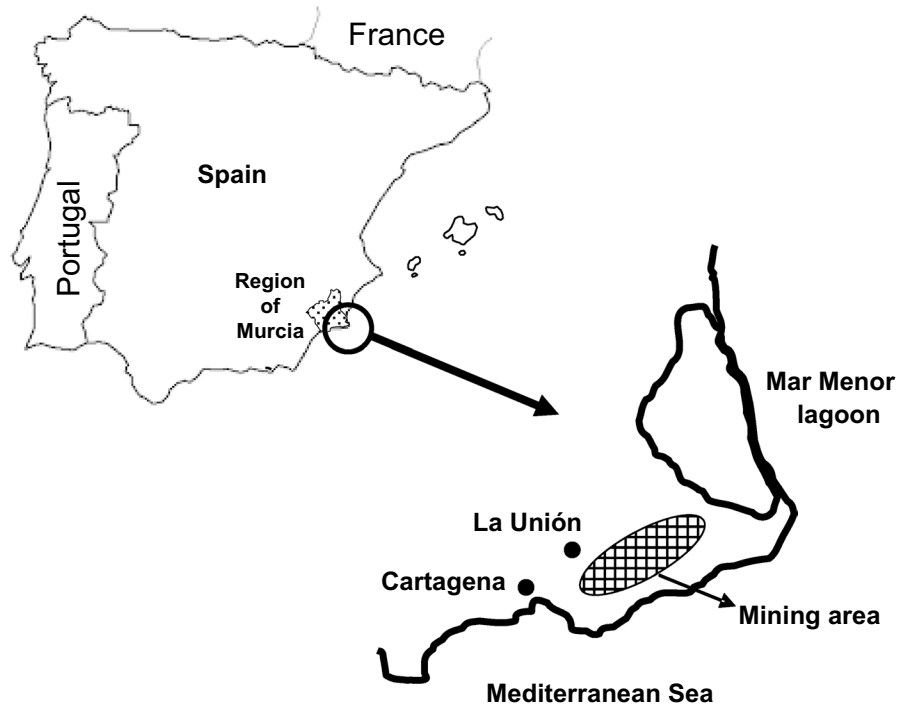 France
Spain
Portugal
Region
of
Murcia
Mar Menor
lagoon
La Unión
Cartagena
Mining area
Mediterranean Sea